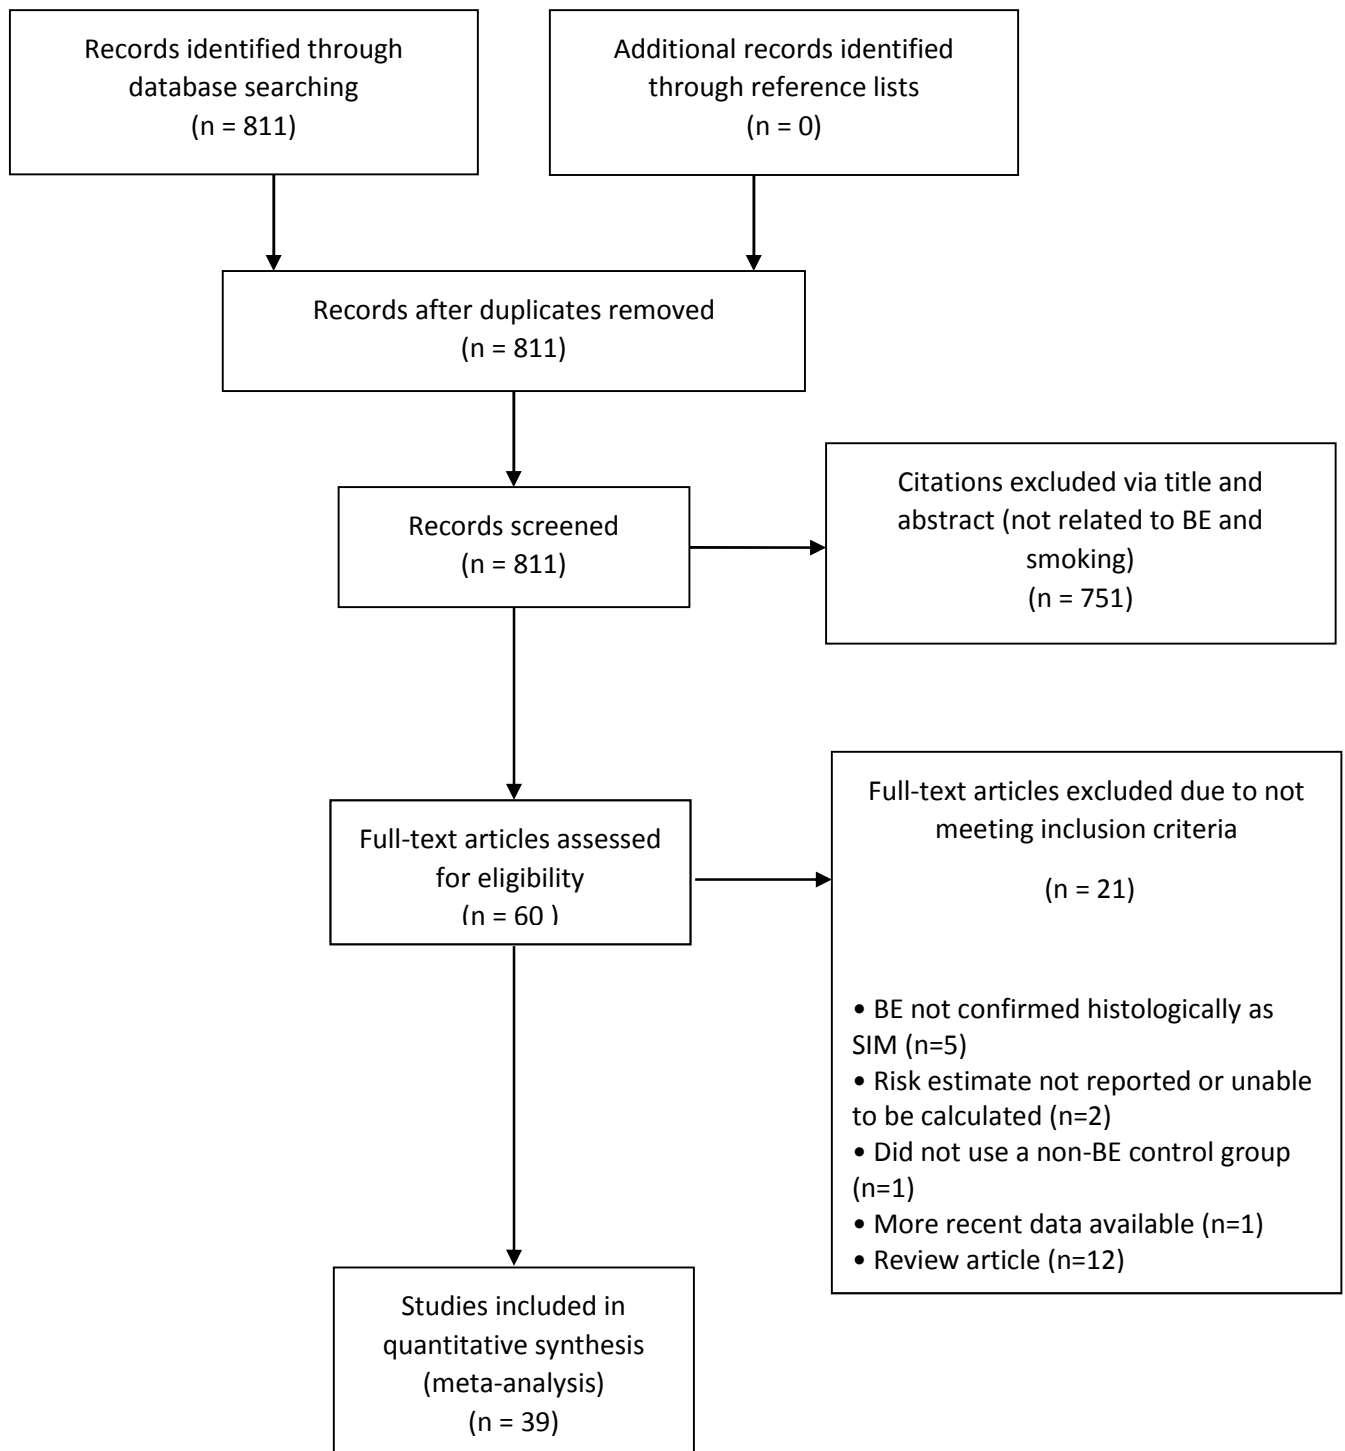 Records identified through
database searching
(n = 811)
Additional records identified
through reference lists
(n = 0)
Records after duplicates removed
(n = 811)
Records screened
(n = 811)
Citations excluded via title and
abstract (not related to BE and
smoking)
(n = 751)
Full-text articles assessed
for eligibility
(n = 60 )
Full-text articles excluded due to not
meeting inclusion criteria
(n = 21)
• BE not confirmed histologically as
SIM (n=5)
• Risk estimate not reported or unable
to be calculated (n=2)
• Did not use a non-BE control group
(n=1)
• More recent data available (n=1)
• Review article (n=12)
Studies included in
quantitative synthesis
(meta-analysis)
(n = 39)